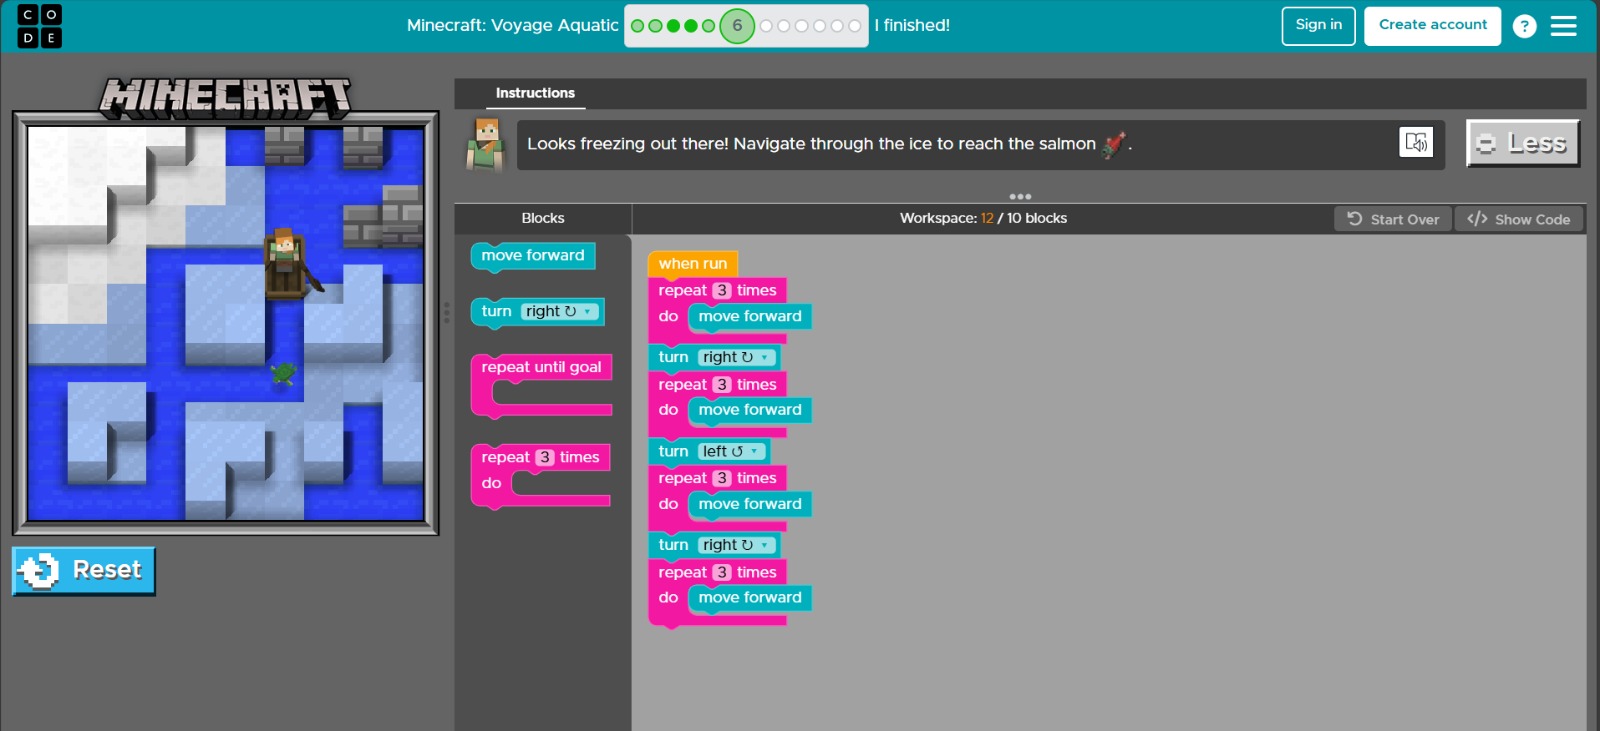 CO
DE
Minecraft: Voyage Aquatic
6
I finished!
Sign in
Create account
?
MINECRAFT
Instructions
Looks freezing out there! Navigate through the ice to reach the salmon .
Less
Blocks
Workspace: 12 / 10 blocks
Start Over
</> Show Code
move forward
turn right ↻
repeat until goal
repeat 3 times
do
when run
repeat 3 times
do move forward
turn right ↻
repeat 3 times
do move forward
turn left ↺
repeat 3 times
do move forward
turn right ↻
repeat 3 times
do move forward
Reset